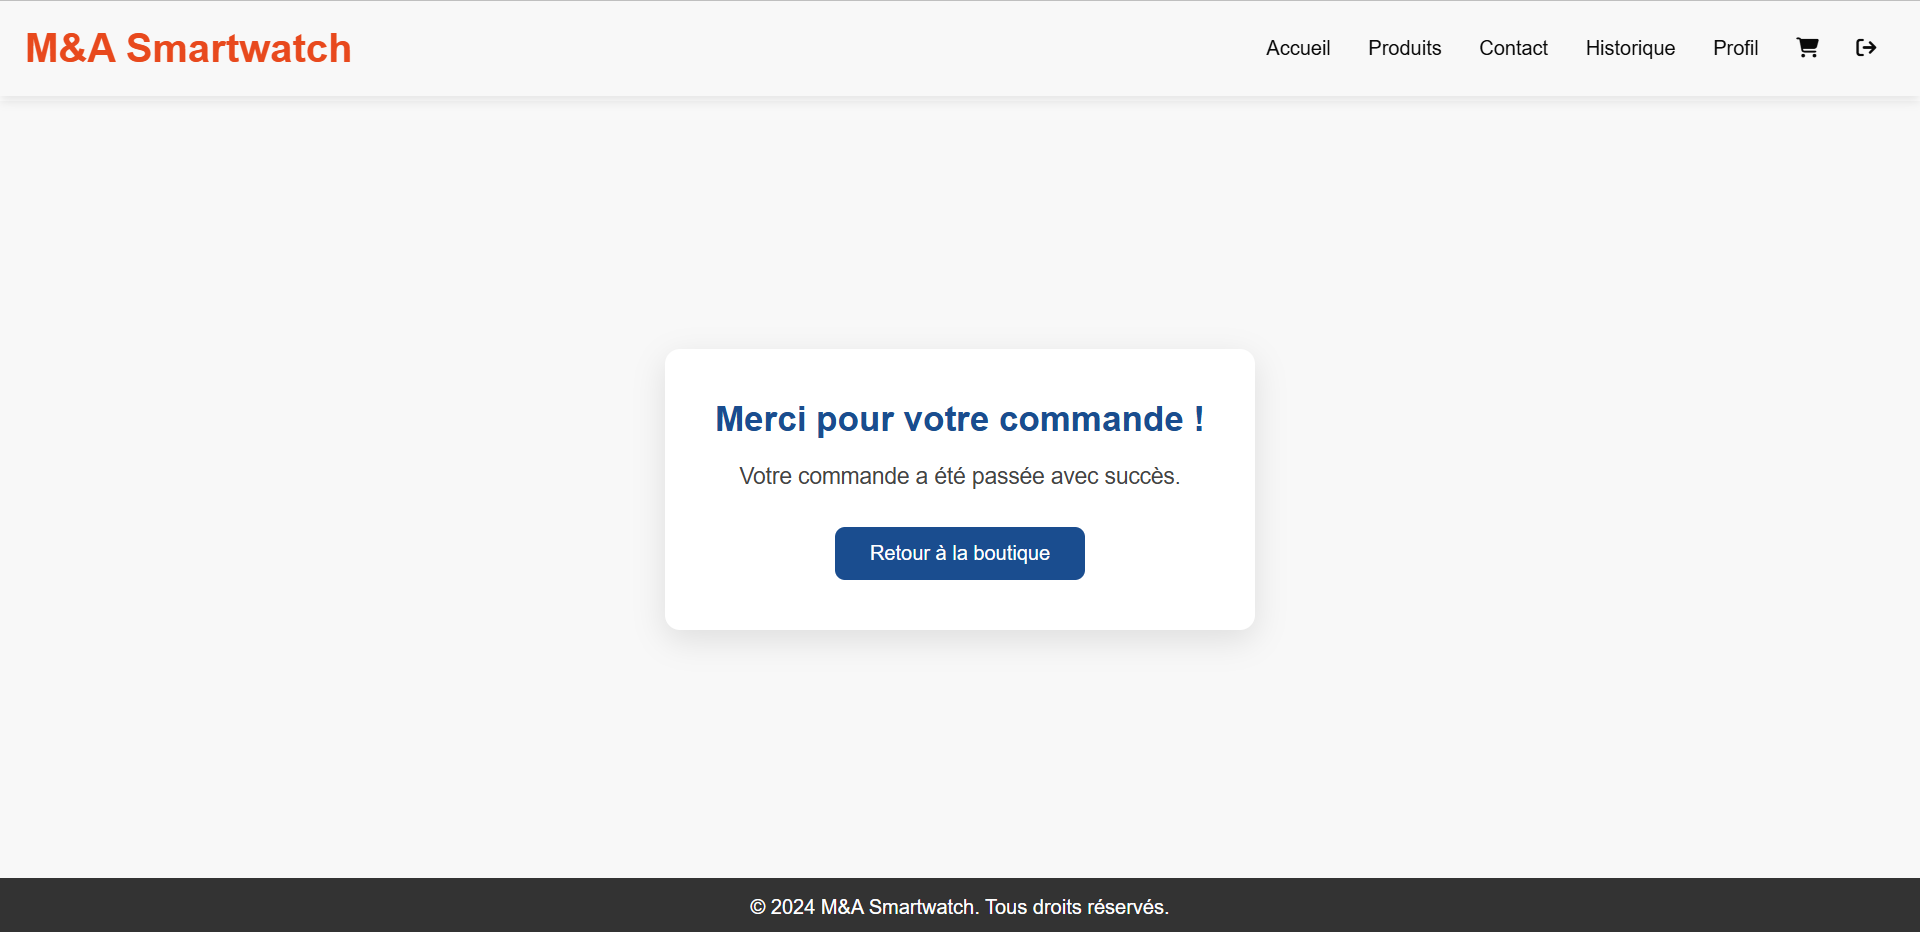 M&A Smartwatch
Accueil Produits Contact Historique Profil
Merci pour votre commande !
Votre commande a été passée avec succès.
Retour à la boutique
© 2024 M&A Smartwatch. Tous droits réservés.